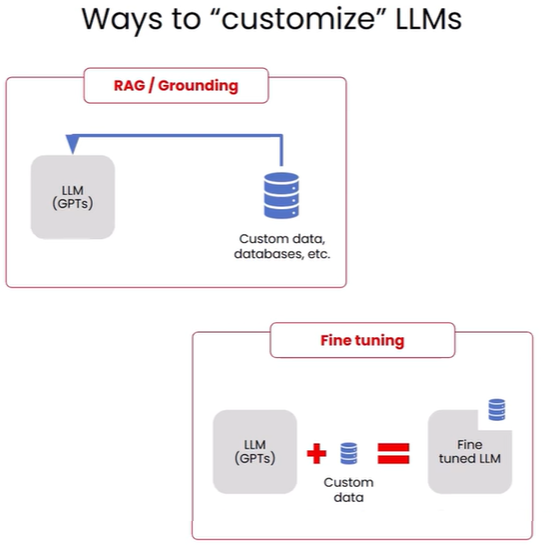 Ways to “customize” LLMs
RAG / Grounding
LLM
(GPTs)
Custom data,
databases, etc.
Fine tuning
LLM
(GPTs)
Custom
data
Fine
tuned LLM